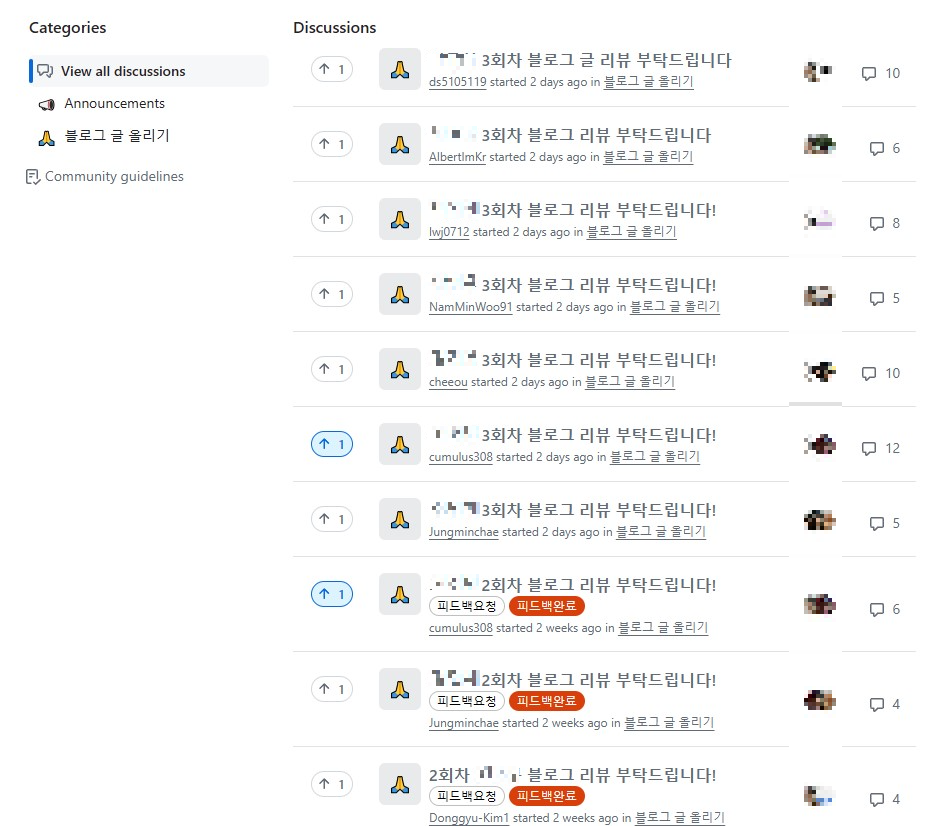 Categories
View all discussions
Announcements
블로그 글 올리기
Community guidelines
Discussions
1
3회차 블로그 글 리뷰 부탁드립니다
ds5105119 started 2 days ago in 블로그 글 올리기
10
1
3회차 블로그 리뷰 부탁드립니다
AlbertImKr started 2 days ago in 블로그 글 올리기
6
1
3회차 블로그 리뷰 부탁드립니다!
lwj0712 started 2 days ago in 블로그 글 올리기
8
1
3회차 블로그 리뷰 부탁드립니다!
NamMinWoo91 started 2 days ago in 블로그 글 올리기
5
1
3회차 블로그 리뷰 부탁드립니다!
cheeou started 2 days ago in 블로그 글 올리기
10
1
3회차 블로그 리뷰 부탁드립니다!
cumulus308 started 2 days ago in 블로그 글 올리기
12
1
3회차 블로그 리뷰 부탁드립니다!
Jungminchae started 2 days ago in 블로그 글 올리기
5
1
2회차 블로그 리뷰 부탁드립니다!
피드백요청 피드백완료
cumulus308 started 2 weeks ago in 블로그 글 올리기
6
1
2회차 블로그 리뷰 부탁드립니다!
피드백요청 피드백완료
Jungminchae started 2 weeks ago in 블로그 글 올리기
4
1
2회차 블로그 리뷰 부탁드립니다!
피드백요청 피드백완료
Donggyu-Kim1 started 2 weeks ago in 블로그 글 올리기
4